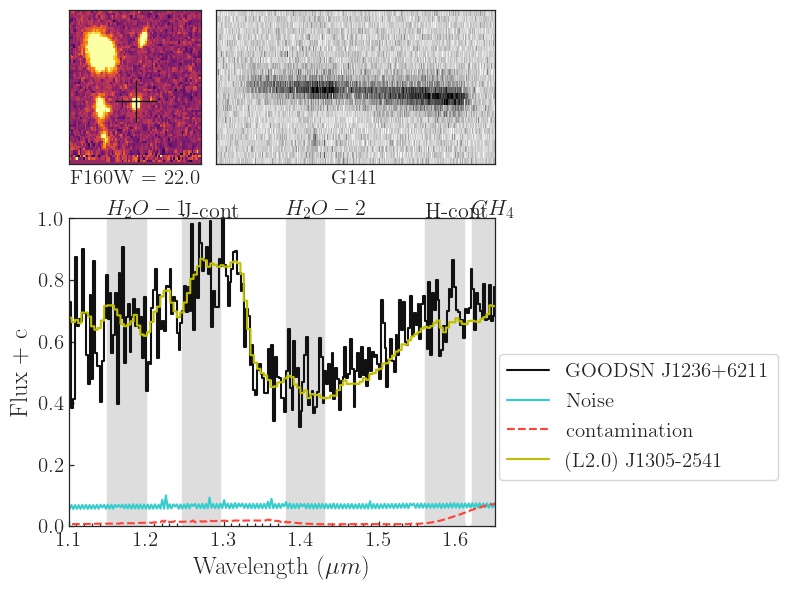 F160W = 22.0
G141
H₂O − 1
J-cont
H₂O − 2
H-cont
CH₄
1.0
0.8
0.6
0.4
0.2
0.0
Flux + c
1.1
1.2
1.3
1.4
1.5
1.6
Wavelength (μm)
GOODSN J1236+6211
Noise
contamination
(L2.0) J1305-2541